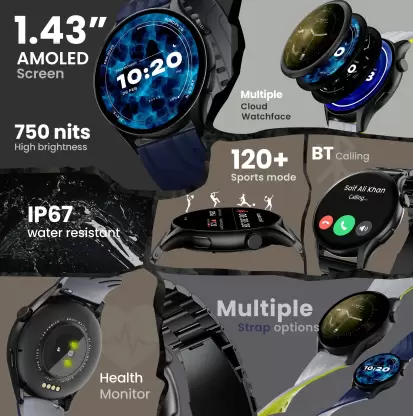 1.43”
AMOLED
Screen
10:20
Multiple
Cloud
Watchface
750 nits
High brightness
120+
Sports mode
BT Calling
Saif Ali Khan
Calling...
IP67
water resistant
Multiple
Strap options
10:20
Health
Monitor